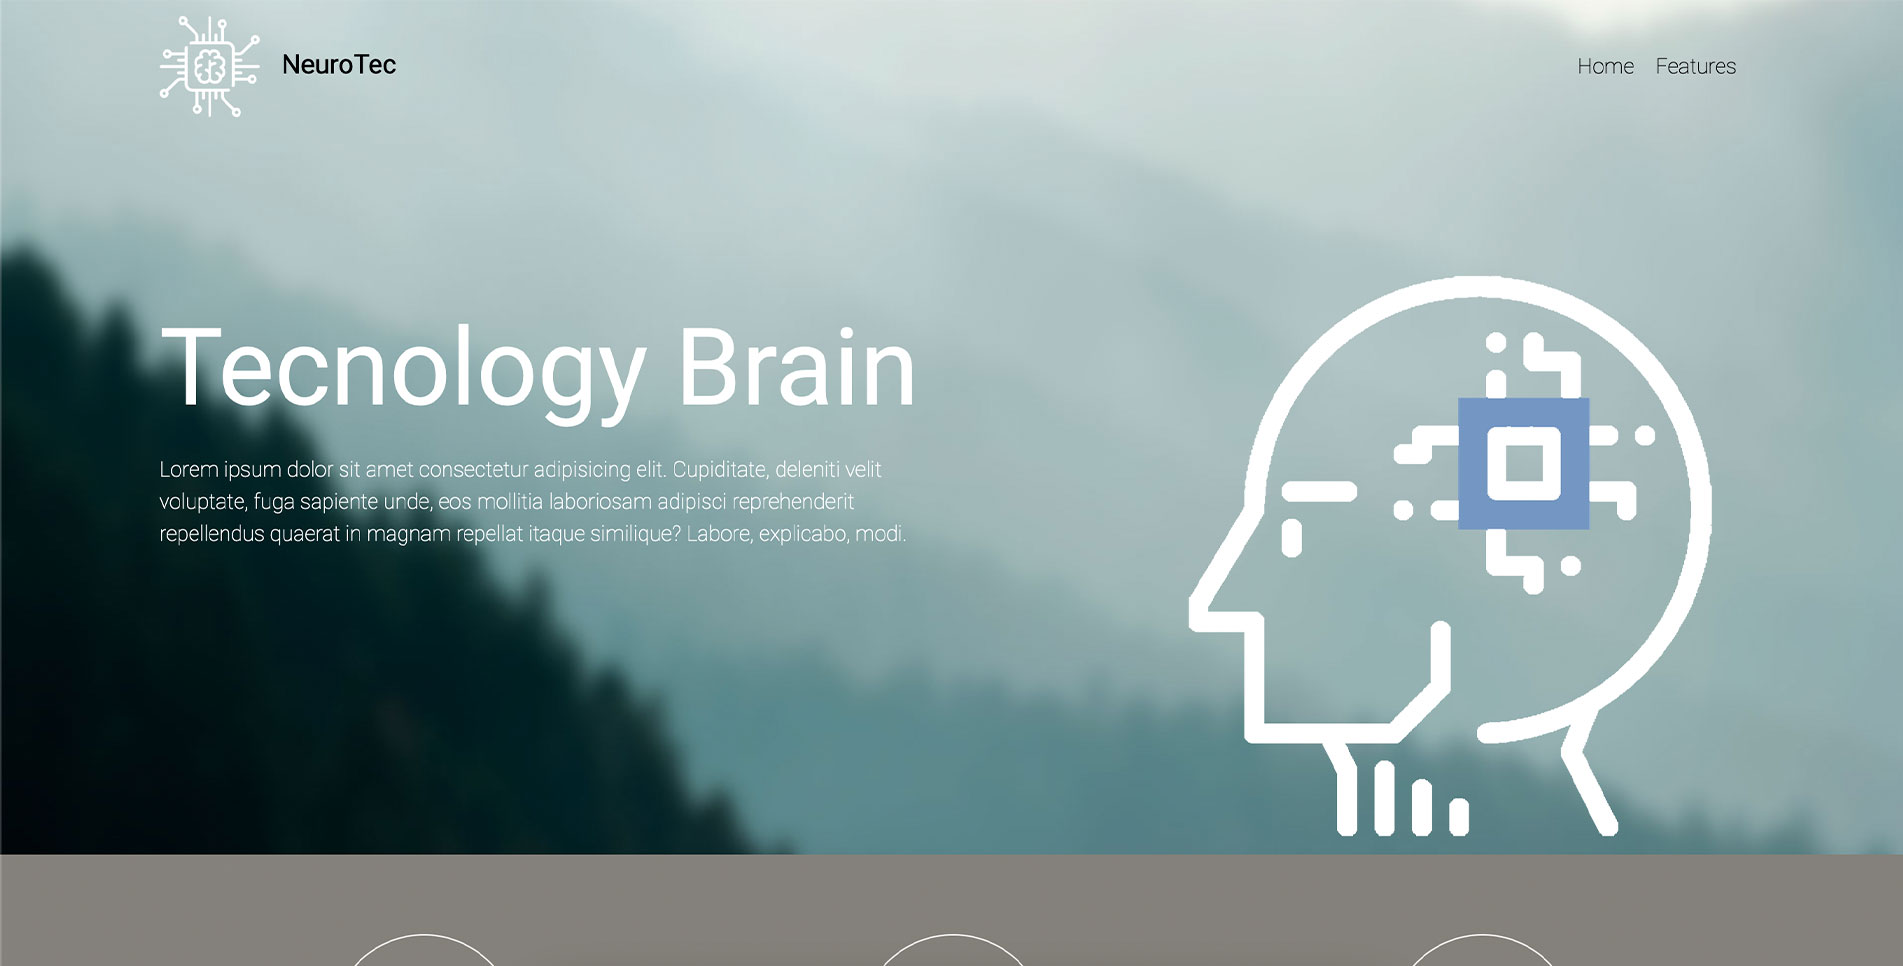 NeuroTec
Home Features
Tecnology Brain
Lorem ipsum dolor sit amet consectetur adipisicing elit. Cupiditate, deleniti velit
voluptate, fuga sapiente unde, eos mollitia laboriosam adipisci reprehenderit
repellendus quaerat in magnam repellat itaque similique? Labore, explicabo, modi.